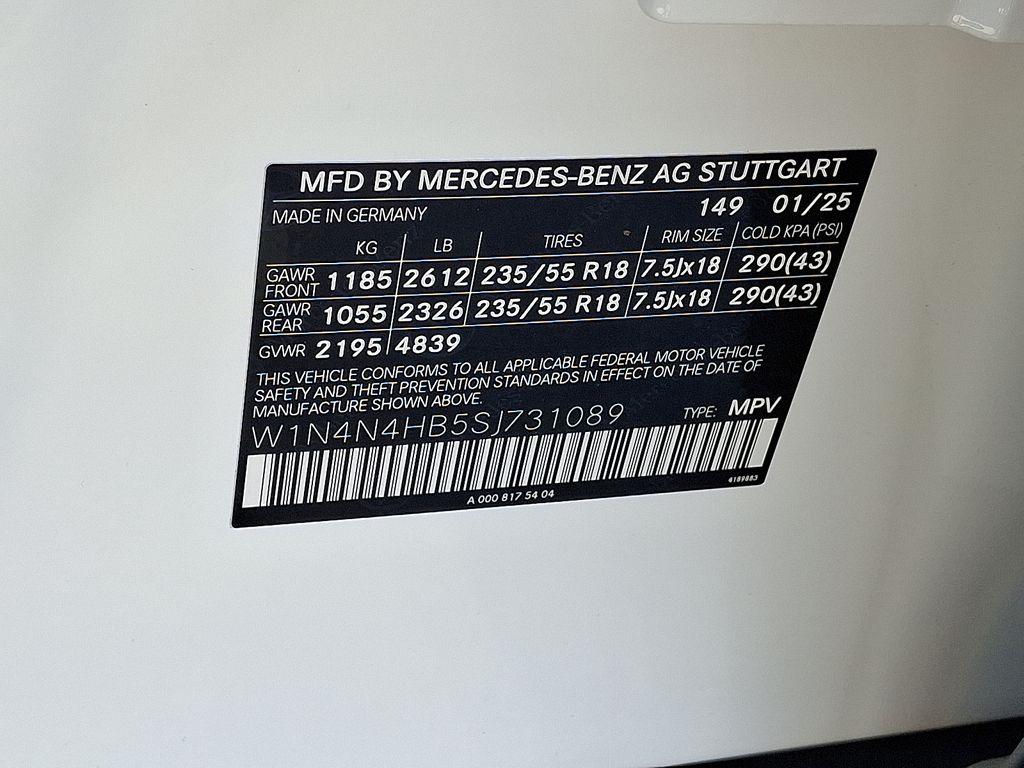 MFD BY MERCEDES-BENZ AG STUTTGART
MADE IN GERMANY 149 01/25
KG LB TIRES RIM SIZE COLD KPA (PSI)
GAWR FRONT 1185 2612 235/55 R18 7.5Jx18 290(43)
GAWR REAR 1055 2326 235/55 R18 7.5Jx18 290(43)
GVWR 2195 4839
THIS VEHICLE CONFORMS TO ALL APPLICABLE FEDERAL MOTOR VEHICLE
SAFETY AND THEFT PREVENTION STANDARDS IN EFFECT ON THE DATE OF
MANUFACTURE SHOWN ABOVE.
W1N4N4HB5SJ731089 TYPE: MPV
A 000 817 54 04 4189883